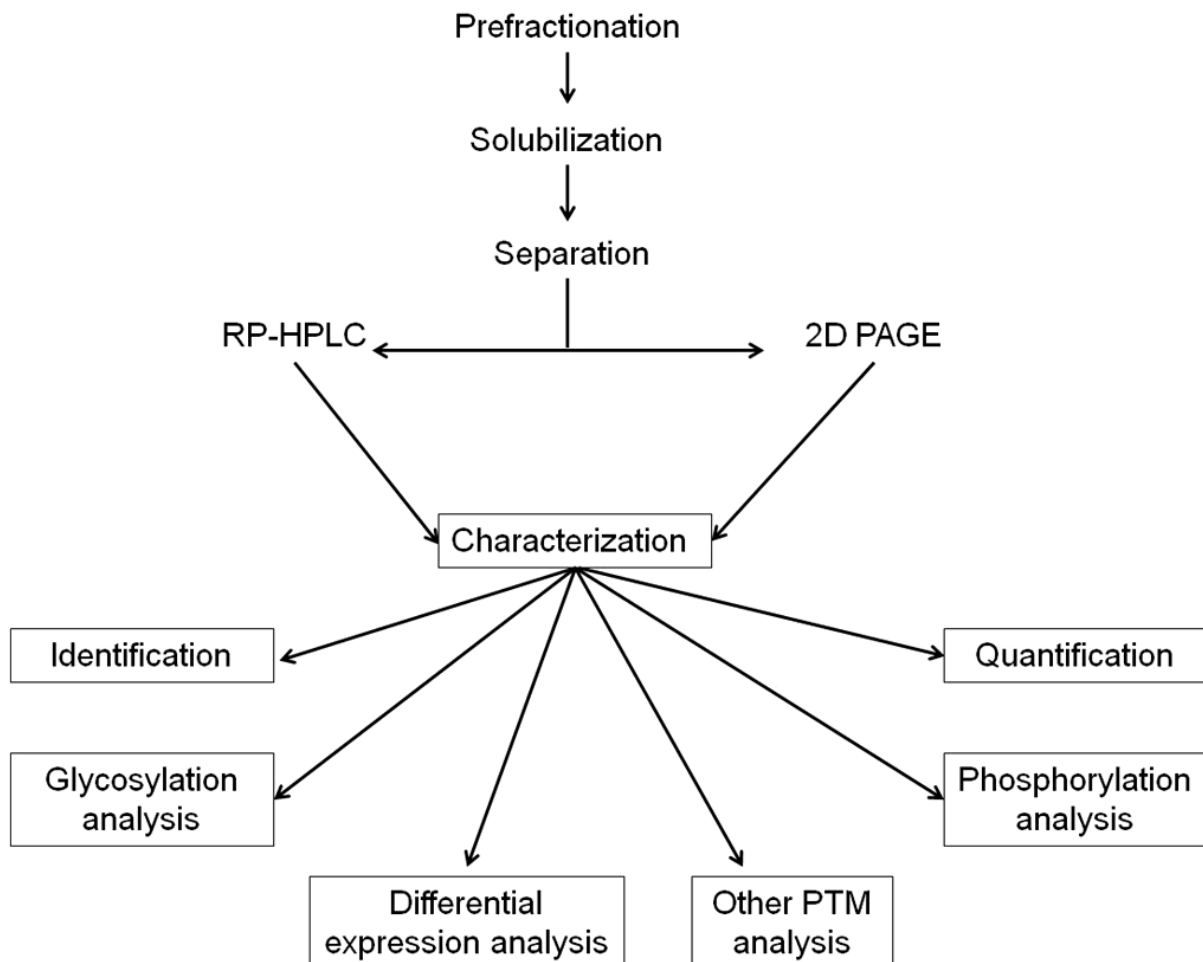 Prefractionation
Solubilization
Separation
RP-HPLC
2D PAGE
Characterization
Identification
Quantification
Glycosylation
analysis
Phosphorylation
analysis
Differential
expression analysis
Other PTM
analysis